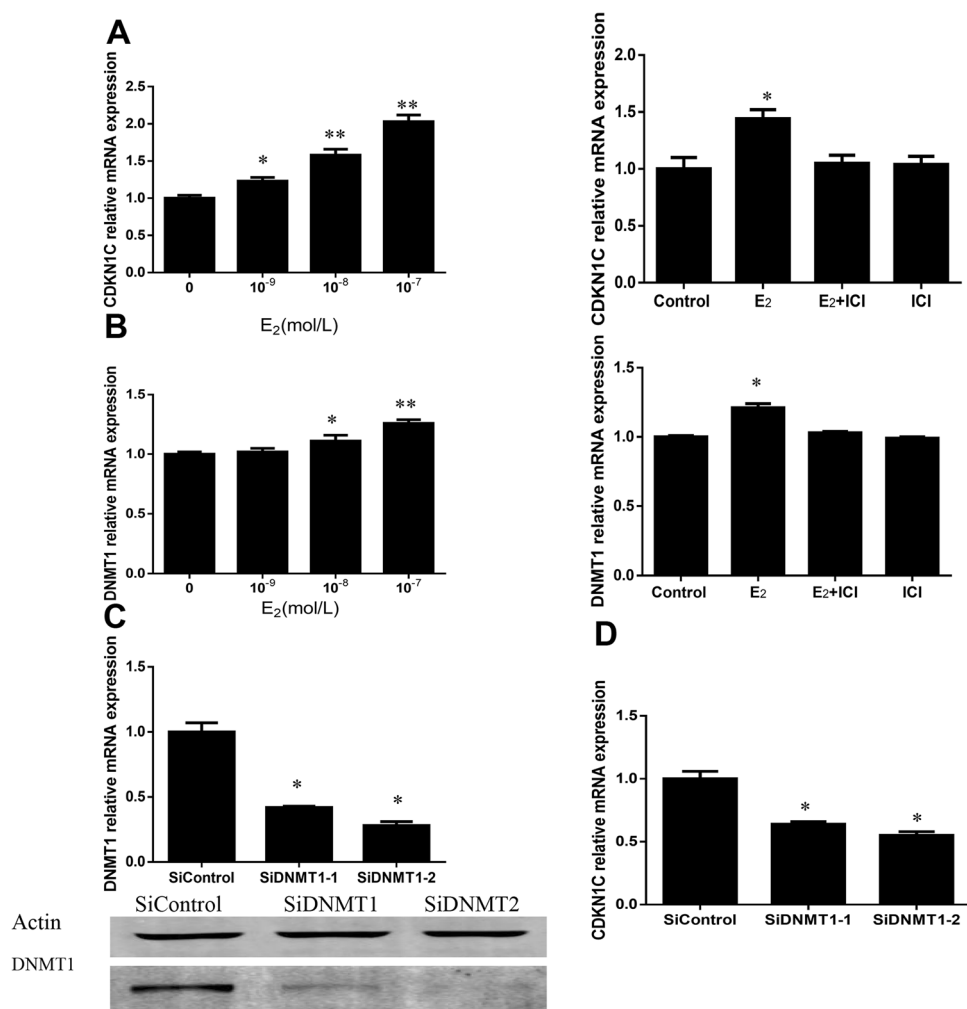 A
CDKN1C relative mRNA expression
2.5
2.0
1.5
1.0
0.5
0.0
*
**
**
0 10-9 10-8 10-7
E2(mol/L)
CDKN1C relative mRNA expression
2.0
1.5
1.0
0.5
0.0
*
Control E2 E2+ICI ICI
B
DNMT1 relative mRNA expression
1.5
1.0
0.5
0.0
*
**
0 10-9 10-8 10-7
E2(mol/L)
DNMT1 relative mRNA expression
1.5
1.0
0.5
0.0
*
Control E2 E2+ICI ICI
C
DNMT1 relative mRNA expression
1.5
1.0
0.5
0.0
*
*
SiControl SiDNMT1-1 SiDNMT1-2
SiControl SiDNMT1 SiDNMT2
Actin
DNMT1
D
CDKN1C relative mRNA expression
1.5
1.0
0.5
0.0
*
*
SiControl SiDNMT1-1 SiDNMT1-2